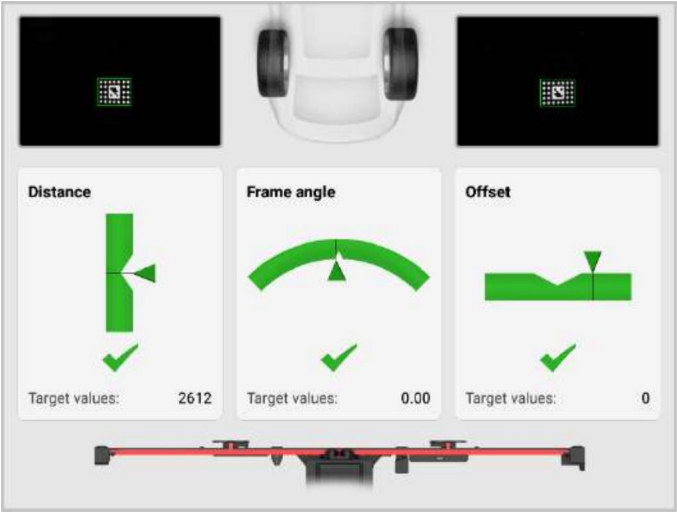 Distance
Frame angle
Offset
Target values: 2612
Target values: 0.00
Target values: 0